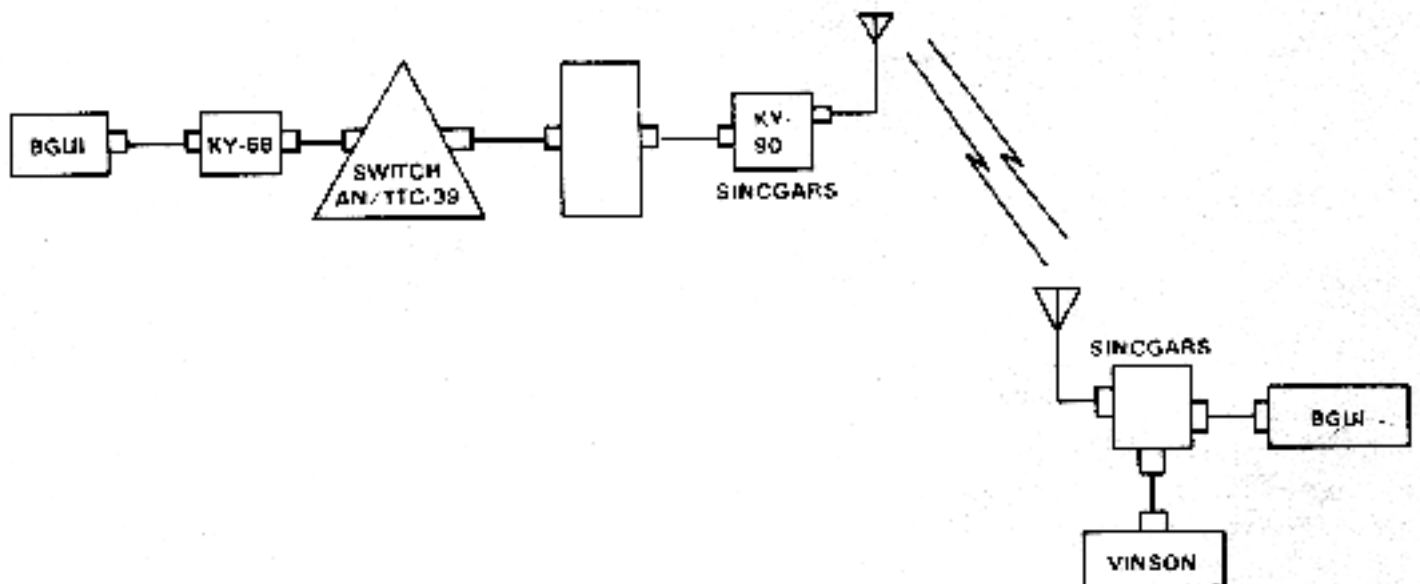 BGUI
KY-68
SWITCH
AN/TTC-39
KY-
90
SINCGARS
SINCGARS
BGUI
VINSON